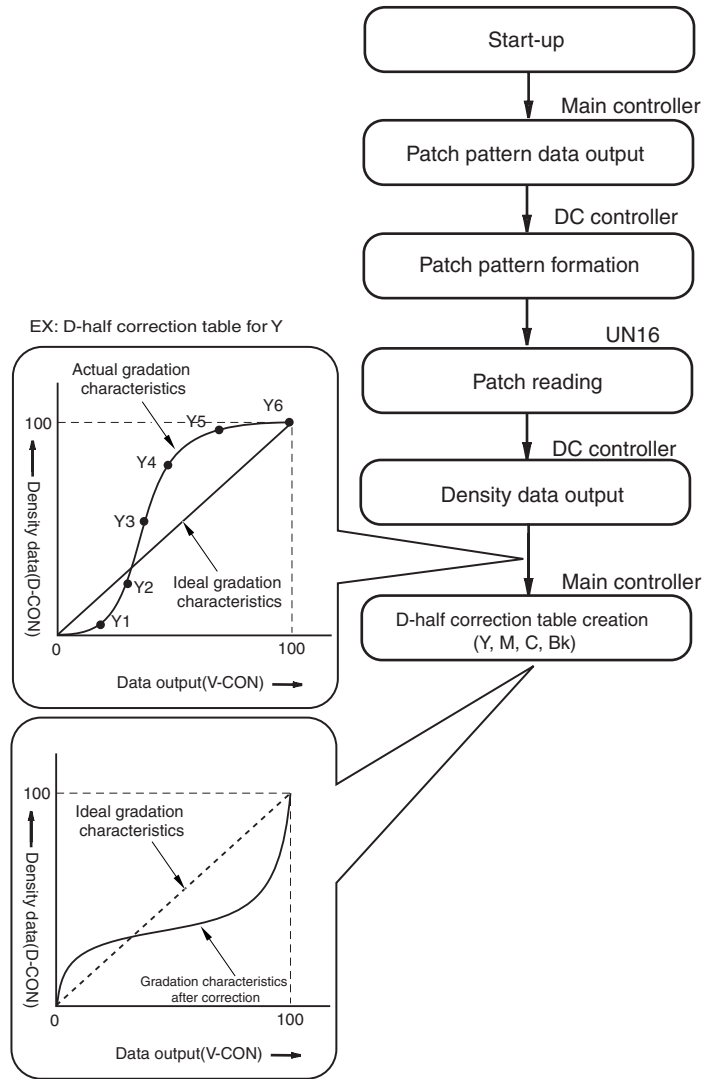 Start-up
Main controller
Patch pattern data output
DC controller
Patch pattern formation
UN16
Patch reading
DC controller
Density data output
Main controller
D-half correction table creation
(Y, M, C, Bk)
EX: D-half correction table for Y
Actual gradation
characteristics
100
Y1
Y2
Y3
Y4
Y5
Y6
Ideal gradation
characteristics
Density data(D-CON)
0
100
Data output(V-CON)
100
Ideal gradation
characteristics
Gradation characteristics
after correction
Density data(D-CON)
0
100
Data output(V-CON)